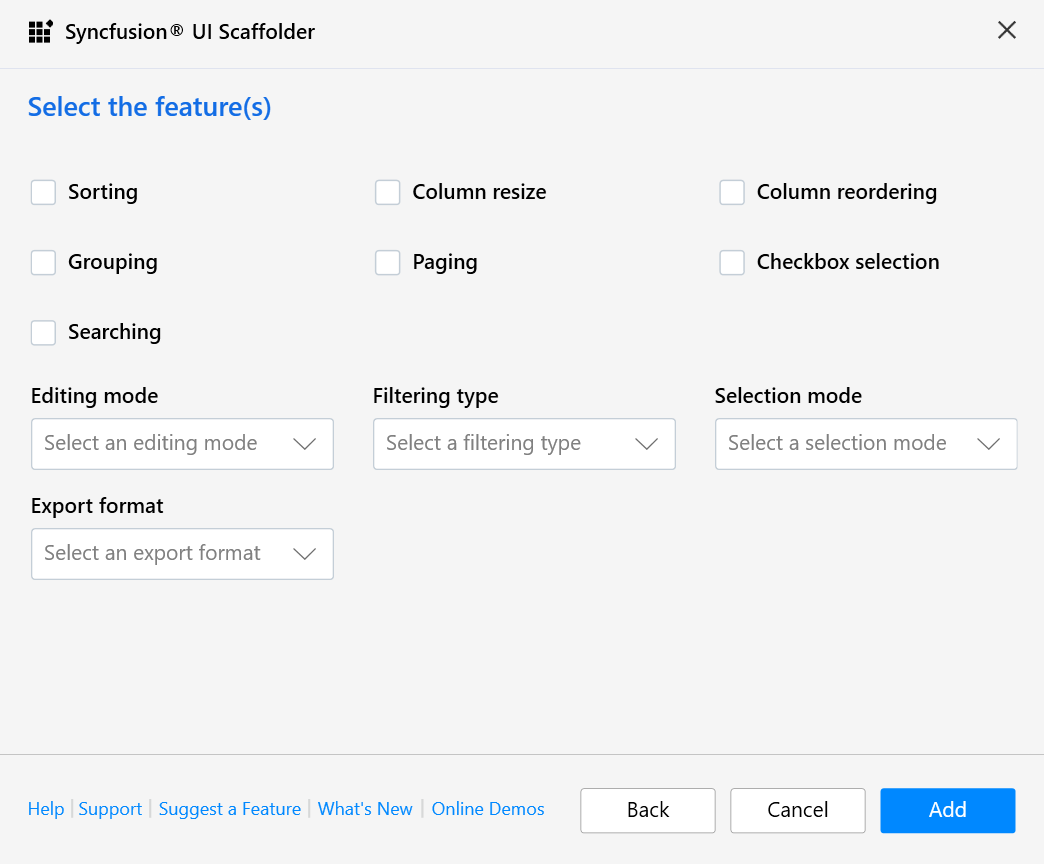 Syncfusion® UI Scaffolder
Select the feature(s)
Sorting Column resize Column reordering
Grouping Paging Checkbox selection
Searching
Editing mode Filtering type Selection mode
Select an editing mode Select a filtering type Select a selection mode
Export format
Select an export format
Help | Support | Suggest a Feature | What's New | Online Demos Back Cancel Add